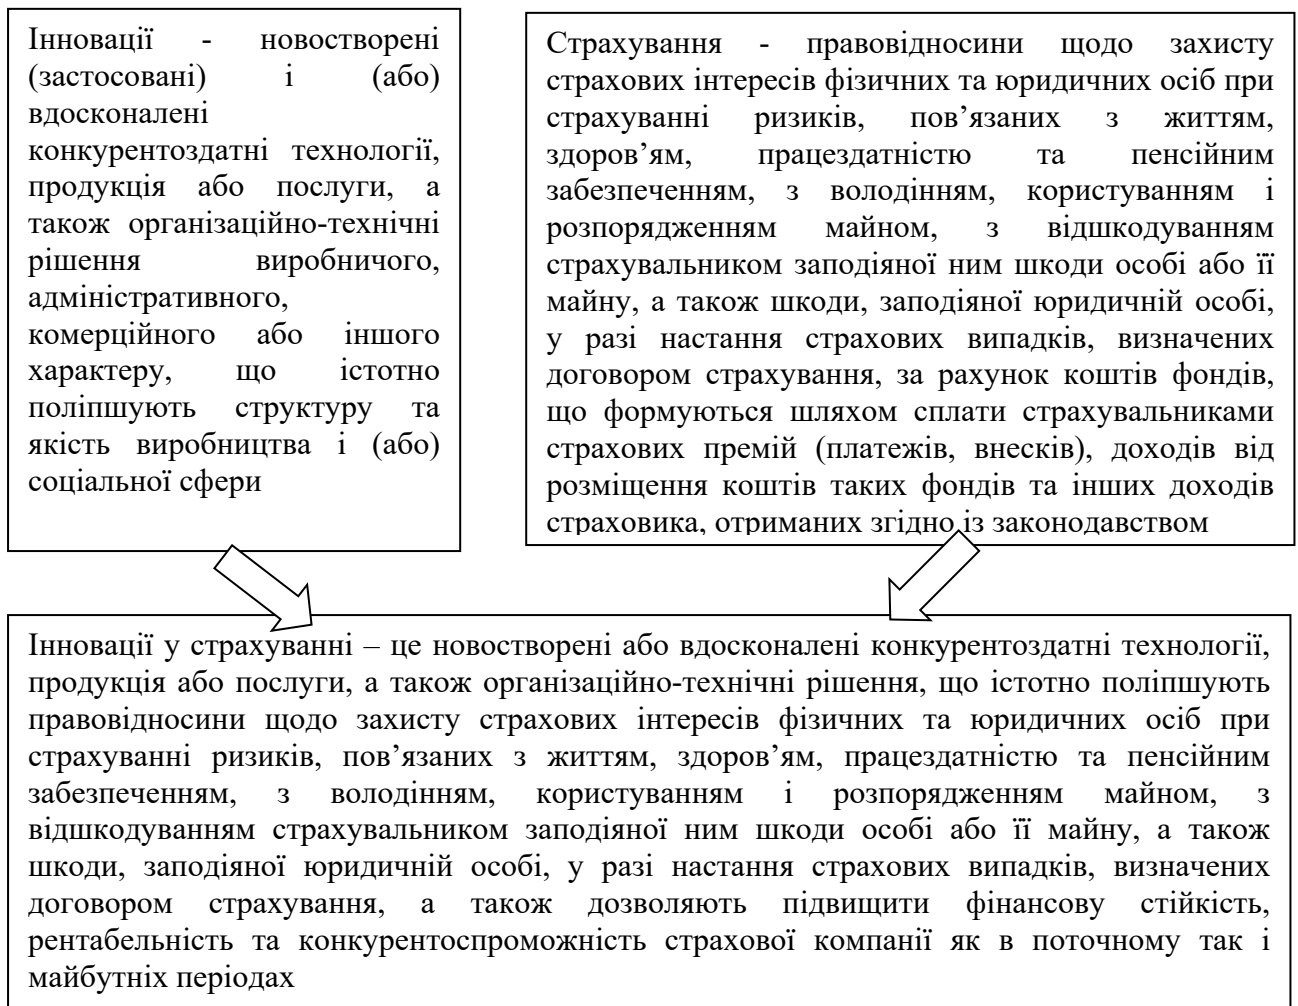 Інновації - новостворені
(застосовані) і (або)
вдосконалені
конкурентоздатні технології,
продукція або послуги, а
також організаційно-технічні
рішення виробничого,
адміністративного,
комерційного або іншого
характеру, що істотно
поліпшують структуру та
якість виробництва і (або)
соціальної сфери
Страхування - правовідносини щодо захисту
страхових інтересів фізичних та юридичних осіб при
страхуванні ризиків, пов’язаних з життям,
здоров’ям, працездатністю та пенсійним
забезпеченням, з володінням, користуванням і
розпорядженням майном, з відшкодуванням
страхувальником заподіяної ним шкоди особі або її
майну, а також шкоди, заподіяної юридичній особі,
у разі настання страхових випадків, визначених
договором страхування, за рахунок коштів фондів,
що формуються шляхом сплати страхувальниками
страхових премій (платежів, внесків), доходів від
розміщення коштів таких фондів та інших доходів
страховика, отриманих згідно із законодавством
Інновації у страхуванні – це новостворені або вдосконалені конкурентоздатні технології,
продукція або послуги, а також організаційно-технічні рішення, що істотно поліпшують
правовідносини щодо захисту страхових інтересів фізичних та юридичних осіб при
страхуванні ризиків, пов’язаних з життям, здоров’ям, працездатністю та пенсійним
забезпеченням, з володінням, користуванням і розпорядженням майном, з
відшкодуванням страхувальником заподіяної ним шкоди особі або її майну, а також
шкоди, заподіяної юридичній особі, у разі настання страхових випадків, визначених
договором страхування, а також дозволяють підвищити фінансову стійкість,
рентабельність та конкурентоспроможність страхової компанії як в поточному так і
майбутніх періодах